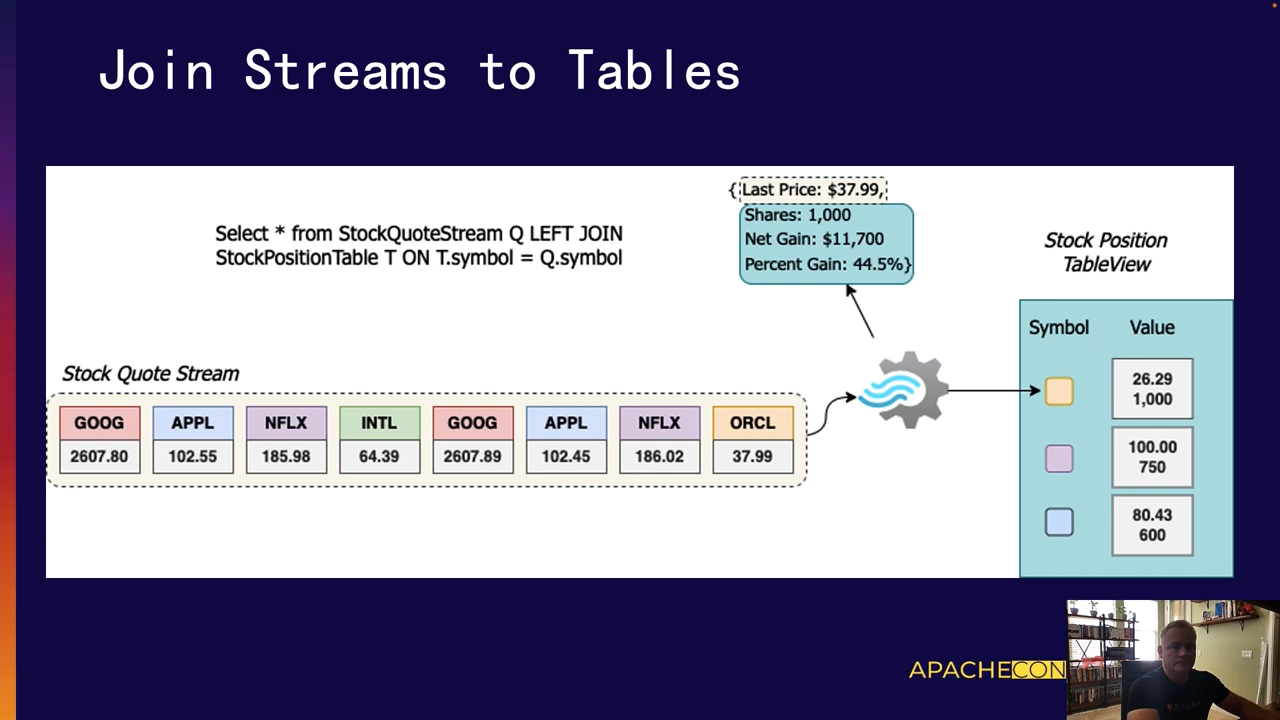 Join Streams to Tables
Select * from StockQuoteStream Q LEFT JOIN
StockPositionTable T ON T.symbol = Q.symbol
{Last Price: $37.99,
Shares: 1,000
Net Gain: $11,700
Percent Gain: 44.5%}
Stock Position
TableView
Symbol Value
26.29
1,000
100.00
750
80.43
600
Stock Quote Stream
GOOG APPL NFLX INTL GOOG APPL NFLX ORCL
2607.80 102.55 185.98 64.39 2607.89 102.45 186.02 37.99
APACHECON